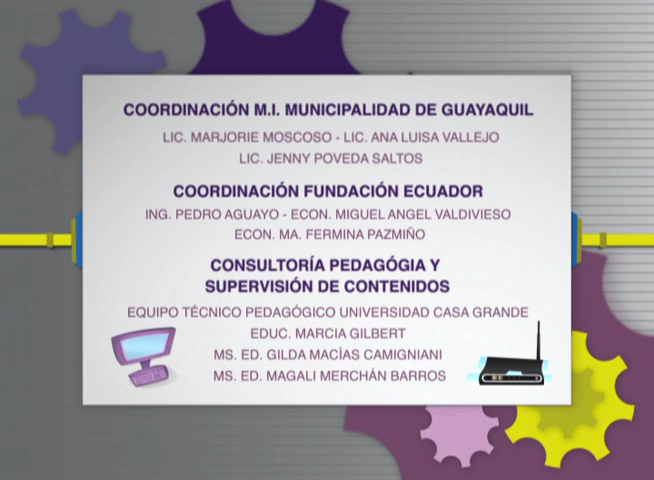 COORDINACIÓN M.I. MUNICIPALIDAD DE GUAYAQUIL
LIC. MARJORIE MOSCOSO - LIC. ANA LUISA VALLEJO
LIC. JENNY POVEDA SALTOS
COORDINACIÓN FUNDACIÓN ECUADOR
ING. PEDRO AGUAYO - ECON. MIGUEL ANGEL VALDIVIESO
ECON. MA. FERMINA PAZMIÑO
CONSULTORÍA PEDAGÓGIA Y
SUPERVISIÓN DE CONTENIDOS
EQUIPO TÉCNICO PEDAGÓGICO UNIVERSIDAD CASA GRANDE
EDUC. MARCIA GILBERT
MS. ED. GILDA MACÍAS CAMIGNIANI
MS. ED. MAGALI MERCHÁN BARROS